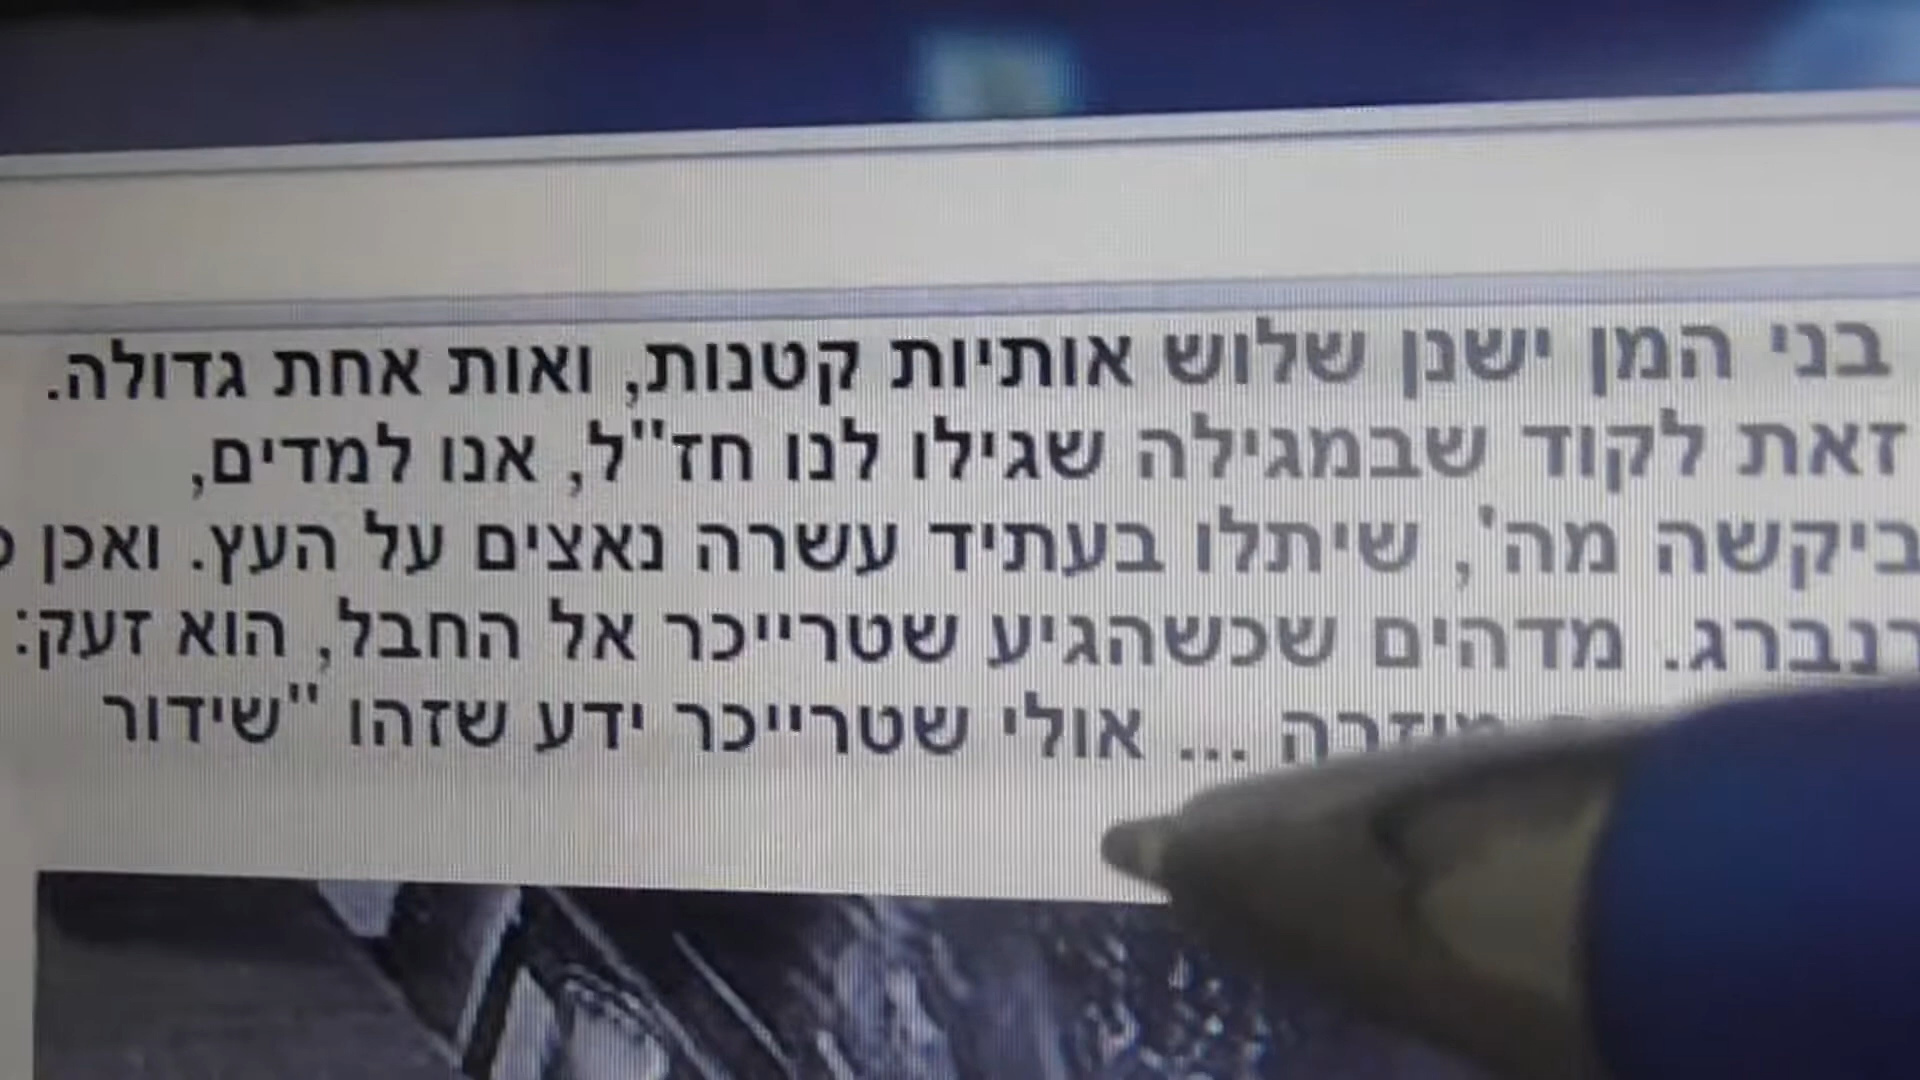 בני המן ישנן שלוש אותיות קטנות, ואות אחת גדולה.
זאת לקוד שבמגילה שגילו לנו חז"ל, אנו למדים,
ביקשה מה', שיתלו בעתיד עשרה נאצים על העץ. ואכן
רנברג. מדהים שכשהגיע שטרייכר אל החבל, הוא זעק:
... אולי שטרייכר ידע שזהו "שידור